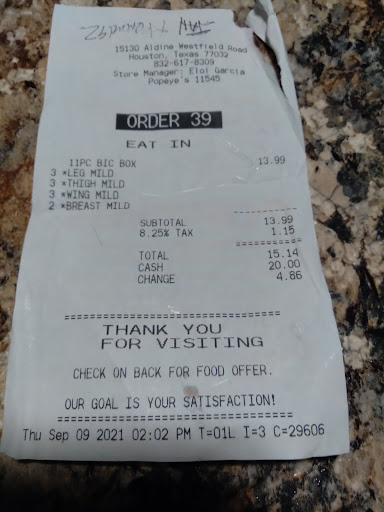 15130 Aldine Westfield Road
Houston, Texas 77032
832-617-8309
Store Manager: Eloi Garcia
Popeye's 11545
ORDER 39
EAT IN
11PC BIC BOX 13.99
3 *LEG MILD
3 *THIGH MILD
3 *WING MILD
2 *BREAST MILD
SUBTOTAL 13.99
8.25% TAX 1.15
TOTAL 15.14
CASH 20.00
CHANGE 4.86
THANK YOU
FOR VISITING
CHECK ON BACK FOR FOOD OFFER.
OUR GOAL IS YOUR SATISFACTION!
Thu Sep 09 2021 02:02 PM T=01L I=3 C=29606